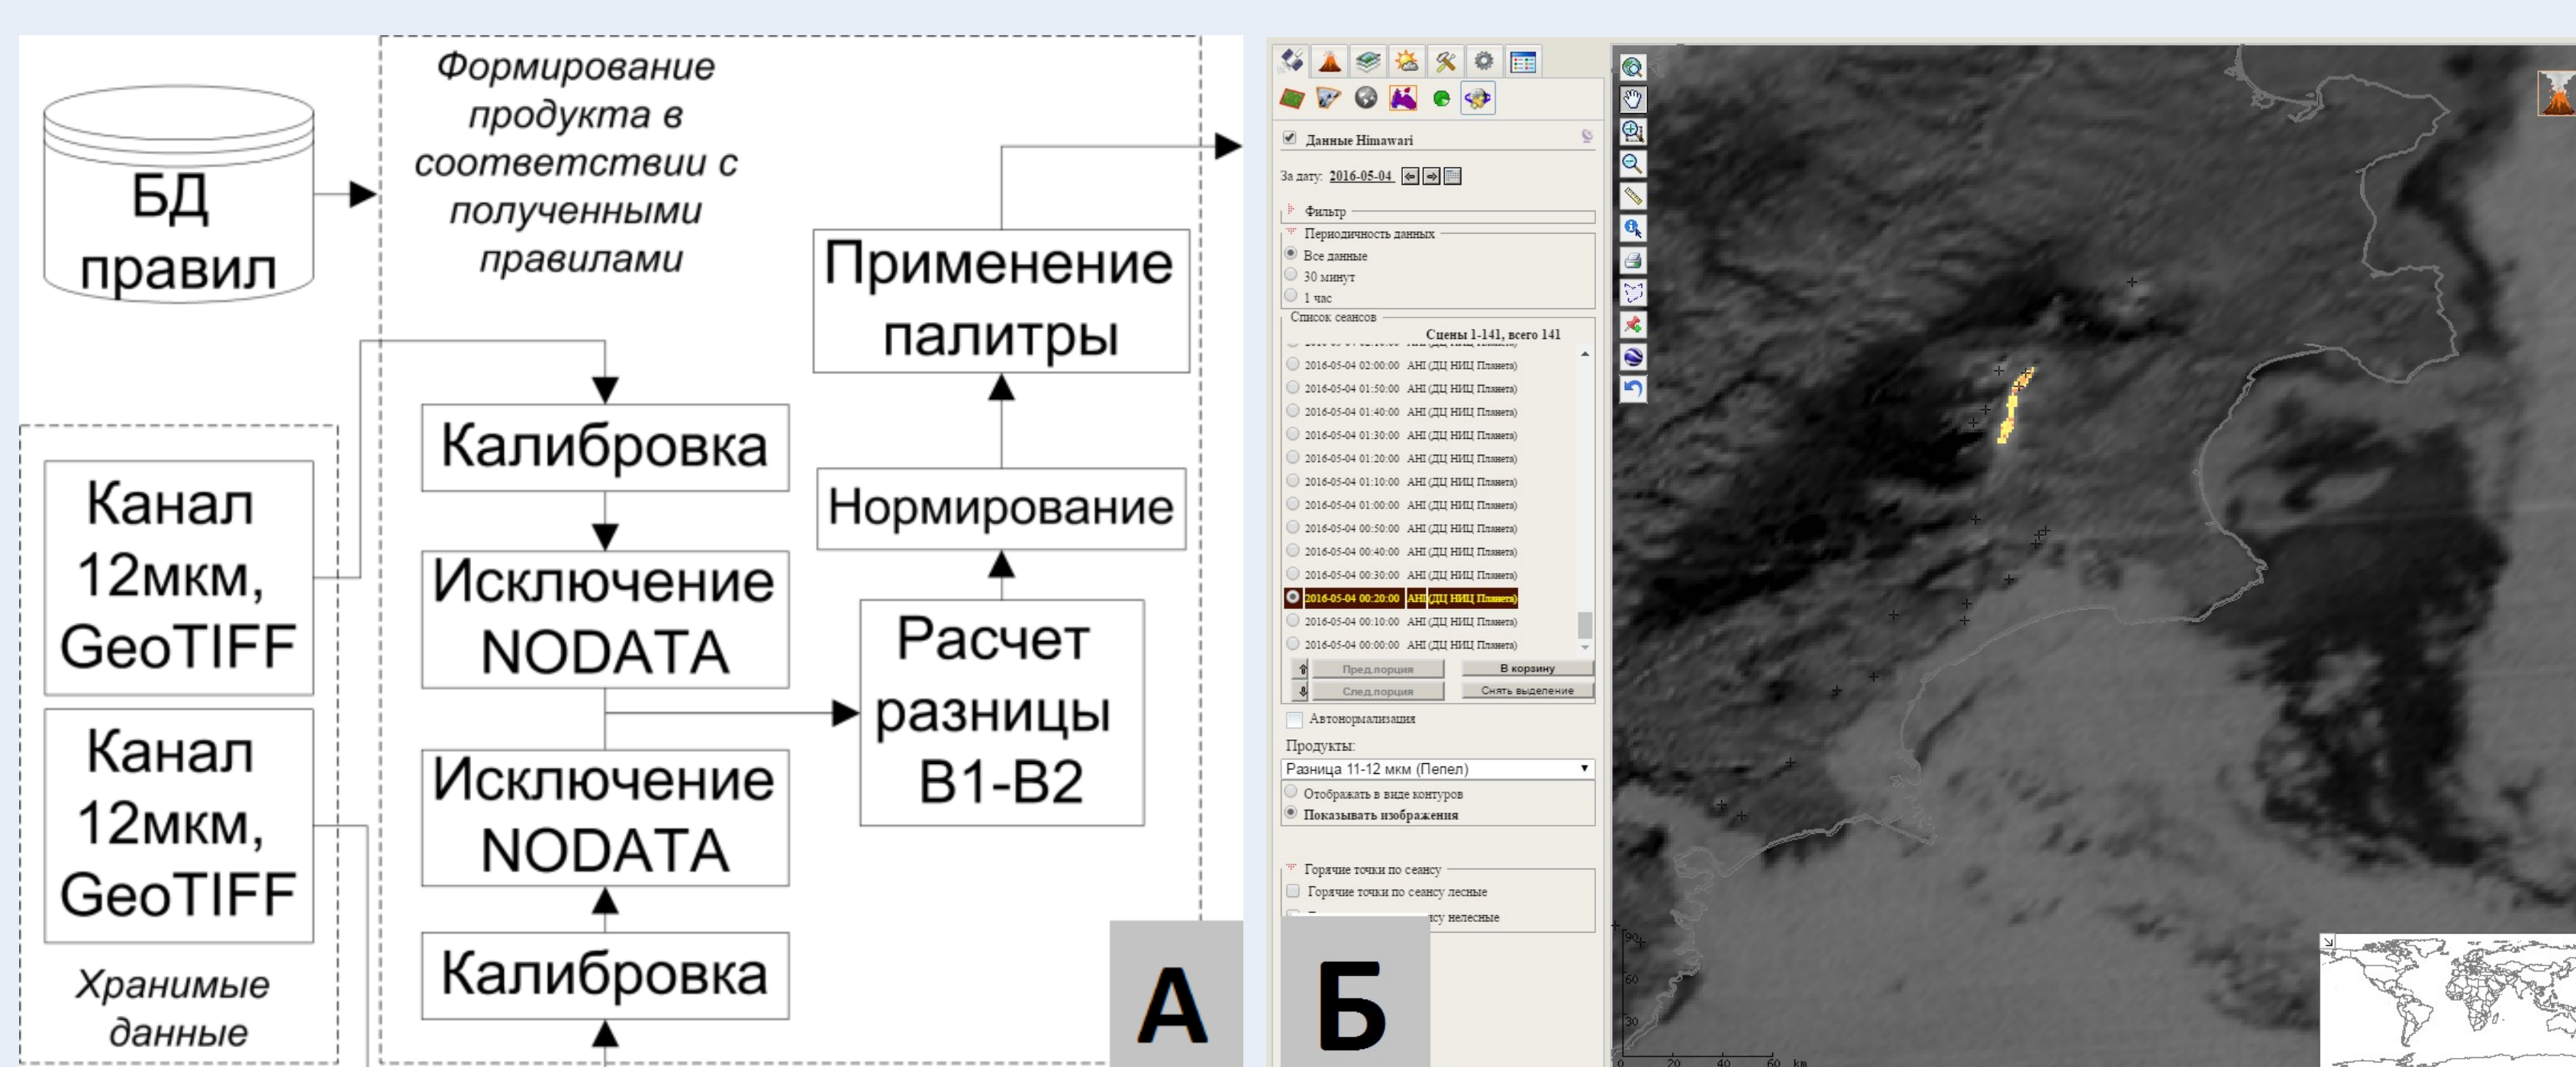 Формирование
продукта в
соответствии с
полученными
правилами
БД
правил
Применение
палитры
Калибровка
Канал
12мкм,
GeoTIFF
Нормирование
Исключение
NODATA
Расчет
разницы
В1-В2
Канал
12мкм,
GeoTIFF
Исключение
NODATA
Калибровка
Хранимые
данные
А
Данные Himawari
За дату: 2016-05-04
Фильтр
Периодичность данных
Все данные
30 минут
1 час
Список сеансов
Сцены 1-141, всего 141
2016-05-04 02:00:00 AHI (ДЦ НИЦ Планета)
2016-05-04 01:50:00 AHI (ДЦ НИЦ Планета)
2016-05-04 01:40:00 AHI (ДЦ НИЦ Планета)
2016-05-04 01:30:00 AHI (ДЦ НИЦ Планета)
2016-05-04 01:20:00 AHI (ДЦ НИЦ Планета)
2016-05-04 01:10:00 AHI (ДЦ НИЦ Планета)
2016-05-04 01:00:00 AHI (ДЦ НИЦ Планета)
2016-05-04 00:50:00 AHI (ДЦ НИЦ Планета)
2016-05-04 00:40:00 AHI (ДЦ НИЦ Планета)
2016-05-04 00:30:00 AHI (ДЦ НИЦ Планета)
2016-05-04 00:20:00 AHI (ДЦ НИЦ Планета)
2016-05-04 00:10:00 AHI (ДЦ НИЦ Планета)
2016-05-04 00:00:00 AHI (ДЦ НИЦ Планета)
Пред.порция В корзину
След.порция Снять выделение
Автонормализация
Продукты:
Разница 11-12 мкм (Пепел)
Отображать в виде контуров
Показывать изображения
Горячие точки по сеансу
Горячие точки по сеансу лесные
нелесные
Б
90
60
30
0 20 40 60 km